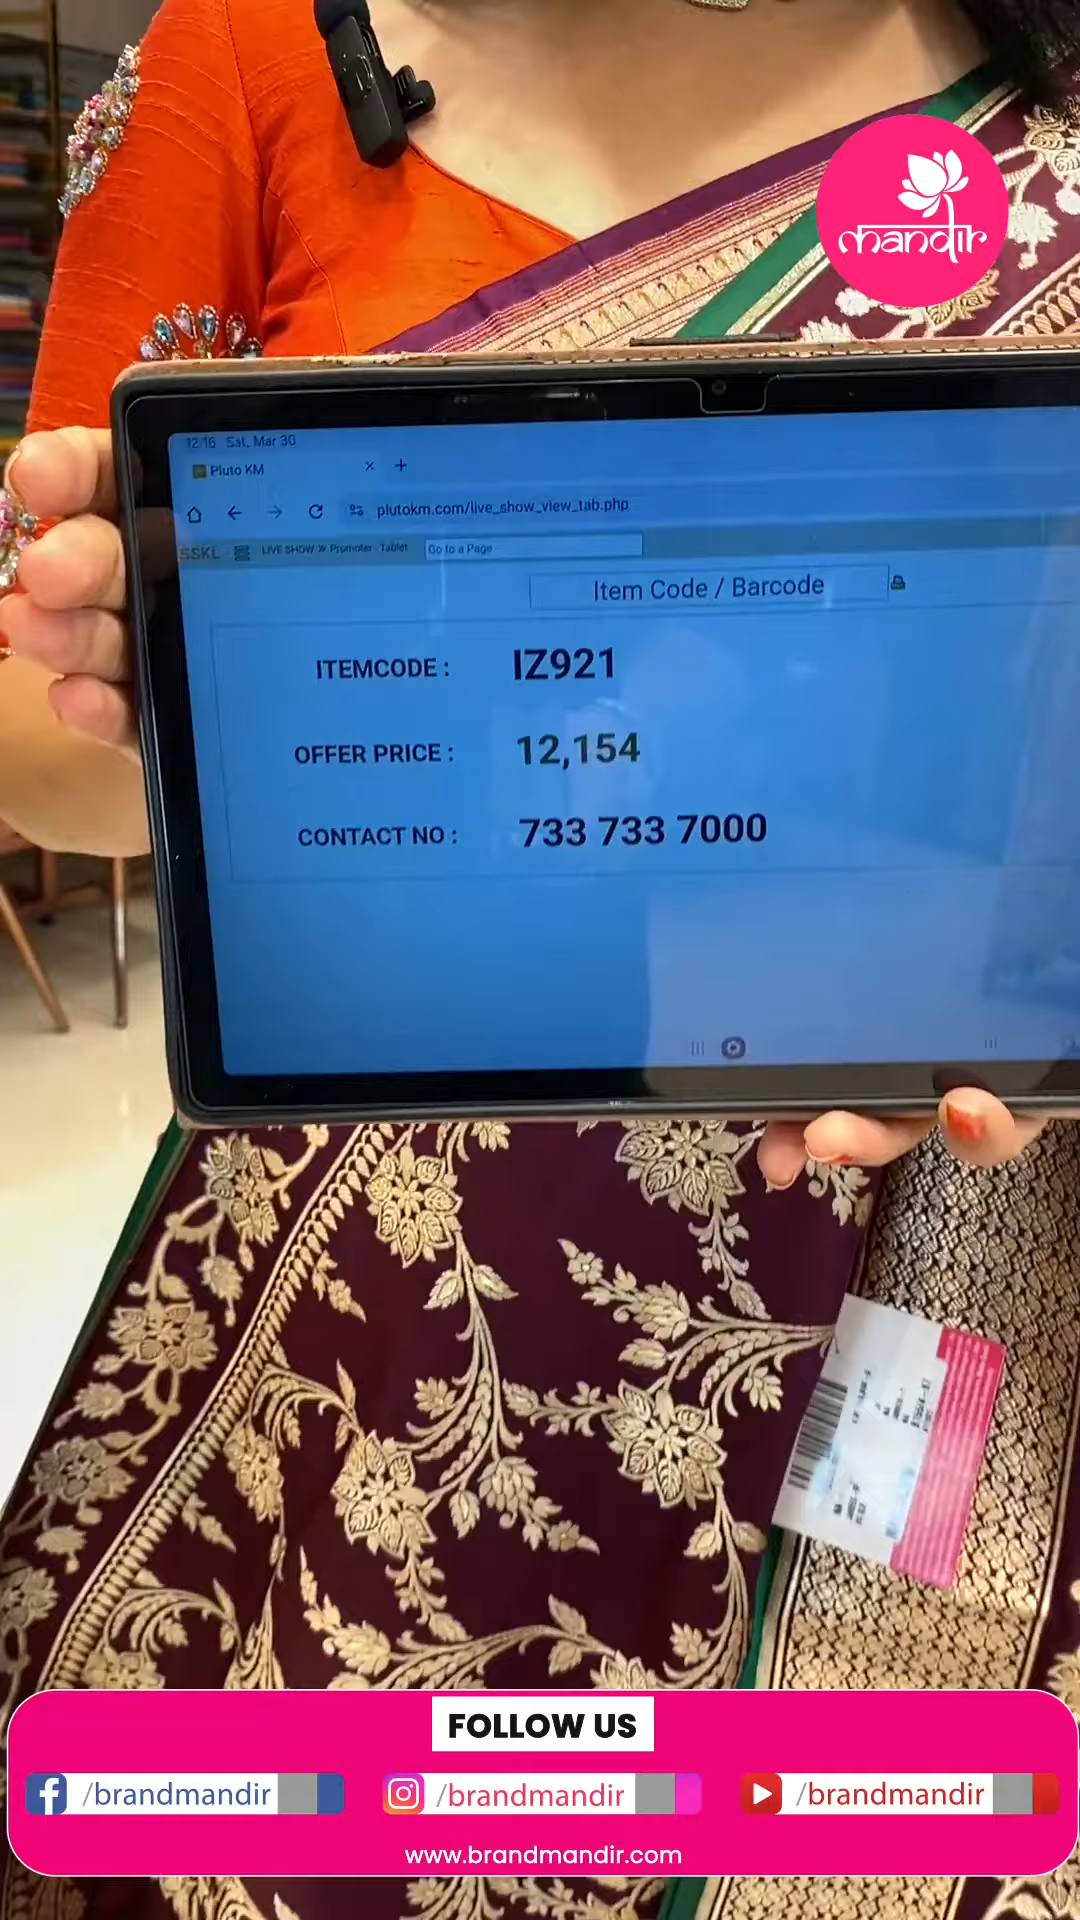 mandir
12:16 Sat, Mar 30
Pluto KM
plutokm.com/live_show_view_tab.php
SSKL LIVE SHOW » Promoter - Tablet Go to a Page
Item Code / Barcode
ITEMCODE : IZ921
OFFER PRICE : 12,154
CONTACT NO : 733 733 7000
FOLLOW US
/brandmandir /brandmandir /brandmandir
www.brandmandir.com